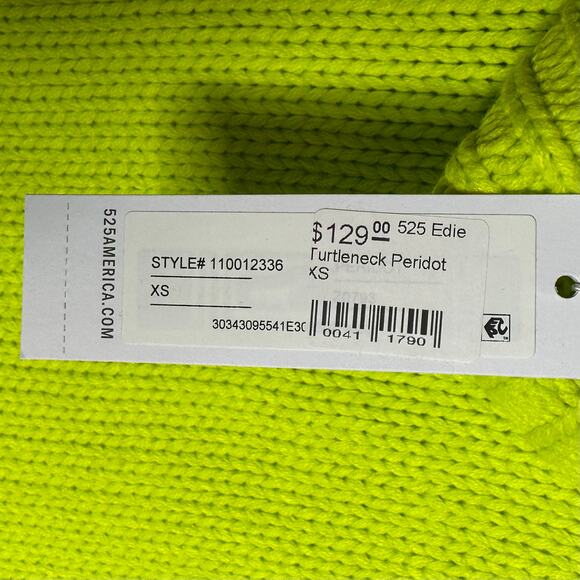 525AMERICA.COM
STYLE# 110012336
XS
30343095541E30
$129.00 525 Edie
Turtleneck Peridot
XS
0041 1790